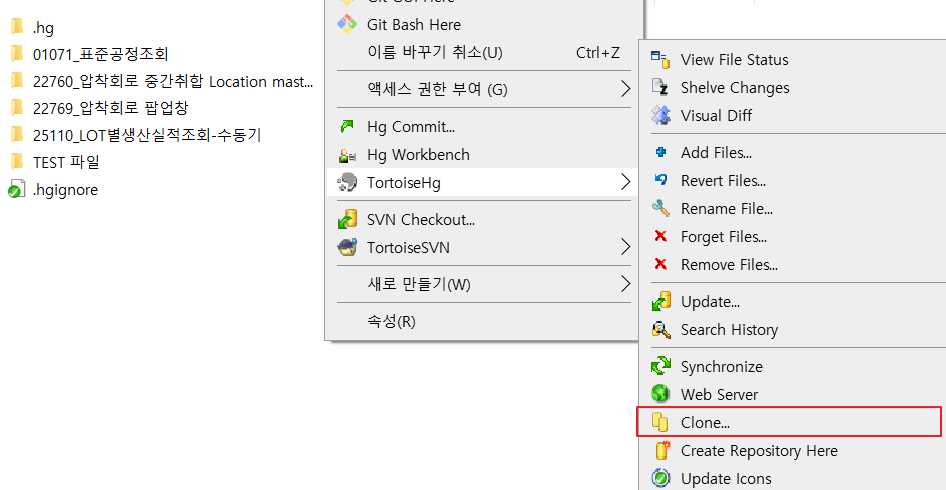 .hg
01071_표준공정조회
22760_압착회로 중간취합 Location mast...
22769_압착회로 팝업창
25110_LOT별생산실적조회-수동기
TEST 파일
.hgignore
Git GUI Here
Git Bash Here
이름 바꾸기 취소(U) Ctrl+Z
액세스 권한 부여 (G)
Hg Commit...
Hg Workbench
TortoiseHg
SVN Checkout...
TortoiseSVN
새로 만들기(W)
속성(R)
View File Status
Shelve Changes
Visual Diff
Add Files...
Revert Files...
Rename File...
Forget Files...
Remove Files...
Update...
Search History
Synchronize
Web Server
Clone...
Create Repository Here
Update Icons